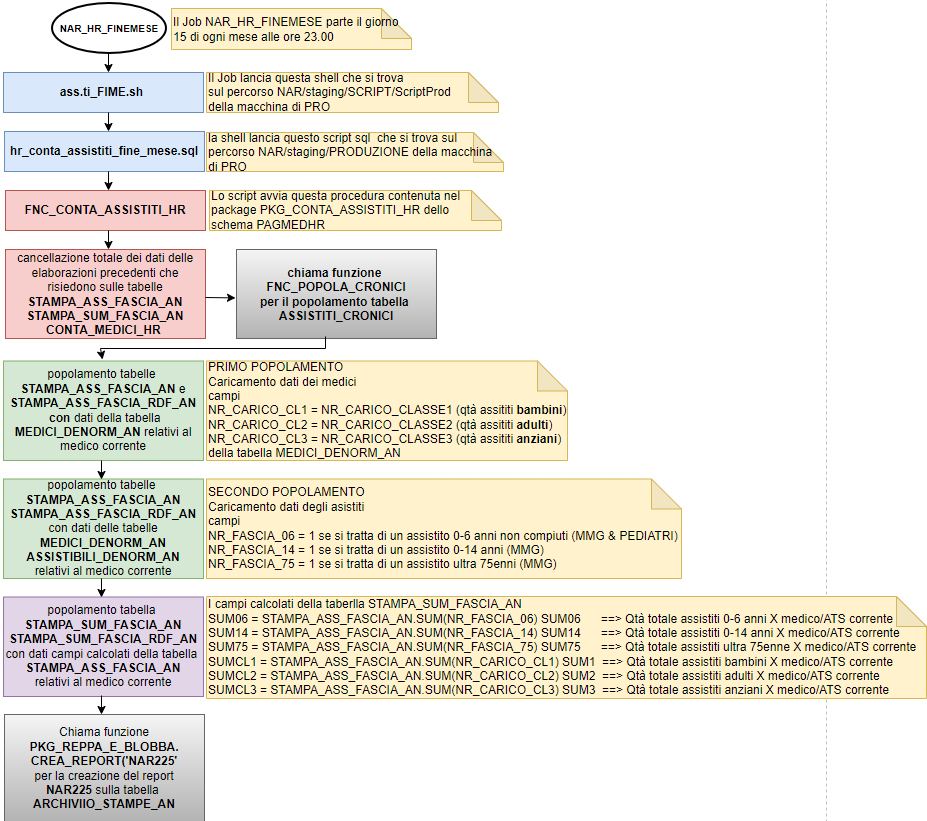 NAR_HR_FINEMESE
Il Job NAR_HR_FINEMESE parte il giorno
15 di ogni mese alle ore 23.00
ass.ti_FIME.sh
Il Job lancia questa shell che si trova
sul percorso NAR/staging/SCRIPT/ScriptProd
della macchina di PRO
hr_conta_assistiti_fine_mese.sql
la shell lancia questo script sql che si trova sul
percorso NAR/staging/PRODUZIONE della macchina
di PRO
FNC_CONTA_ASSISTITI_HR
Lo script avvia questa procedura contenuta nel
package PKG_CONTA_ASSISTITI_HR dello
schema PAGMEDHR
cancellazione totale dei dati delle
elaborazioni precedenti che
risiedono sulle tabelle
STAMPA_ASS_FASCIA_AN
STAMPA_SUM_FASCIA_AN
CONTA_MEDICI_HR
chiama funzione
FNC_POPOLA_CRONICI
per il popolamento tabella
ASSISTITI_CRONICI
popolamento tabelle
STAMPA_ASS_FASCIA_AN e
STAMPA_ASS_FASCIA_RDF_AN
con dati della tabella
MEDICI_DENORM_AN relativi al
medico corrente
PRIMO POPOLAMENTO
Caricamento dati dei medici
campi
NR_CARICO_CL1 = NR_CARICO_CLASSE1 (qtà assititi bambini)
NR_CARICO_CL2 = NR_CARICO_CLASSE2 (qtà assititi adulti)
NR_CARICO_CL3 = NR_CARICO_CLASSE3 (qtà assititi anziani)
della tabella MEDICI_DENORM_AN
popolamento tabelle
STAMPA_ASS_FASCIA_AN
STAMPA_ASS_FASCIA_RDF_AN
con dati delle tabelle
MEDICI_DENORM_AN
ASSISTIBILI_DENORM_AN
relativi al medico corrente
SECONDO POPOLAMENTO
Caricamento dati degli asistiti
campi
NR_FASCIA_06 = 1 se si tratta di un assistito 0-6 anni non compiuti (MMG & PEDIATRI)
NR_FASCIA_14 = 1 se si tratta di un assistito 0-14 anni (MMG)
NR_FASCIA_75 = 1 se si tratta di un assistito ultra 75enni (MMG)
popolamento tabella
STAMPA_SUM_FASCIA_AN
STAMPA_SUM_FASCIA_RDF_AN
con dati campi calcolati della tabella
STAMPA_ASS_FASCIA_AN
relativi al medico corrente
I campi calcolati della taberlla STAMPA_SUM_FASCIA_AN
SUM06 = STAMPA_ASS_FASCIA_AN.SUM(NR_FASCIA_06) SUM06 ==> Qtà totale assistiti 0-6 anni X medico/ATS corrente
SUM14 = STAMPA_ASS_FASCIA_AN.SUM(NR_FASCIA_14) SUM14 ==> Qtà totale assistiti 0-14 anni X medico/ATS corrente
SUM75 = STAMPA_ASS_FASCIA_AN.SUM(NR_FASCIA_75) SUM75 ==> Qtà totale assistiti ultra 75enne X medico/ATS corrente
SUMCL1 = STAMPA_ASS_FASCIA_AN.SUM(NR_CARICO_CL1) SUM1 ==> Qtà totale assistiti bambini X medico/ATS corrente
SUMCL2 = STAMPA_ASS_FASCIA_AN.SUM(NR_CARICO_CL2) SUM2 ==> Qtà totale assistiti adulti X medico/ATS corrente
SUMCL3 = STAMPA_ASS_FASCIA_AN.SUM(NR_CARICO_CL3) SUM3 ==> Qtà totale assistiti anziani X medico/ATS corrente
Chiama funzione
PKG_REPPA_E_BLOBBA.
CREA_REPORT('NAR225'
per la creazione del report
NAR225 sulla tabella
ARCHIVIIO_STAMPE_AN